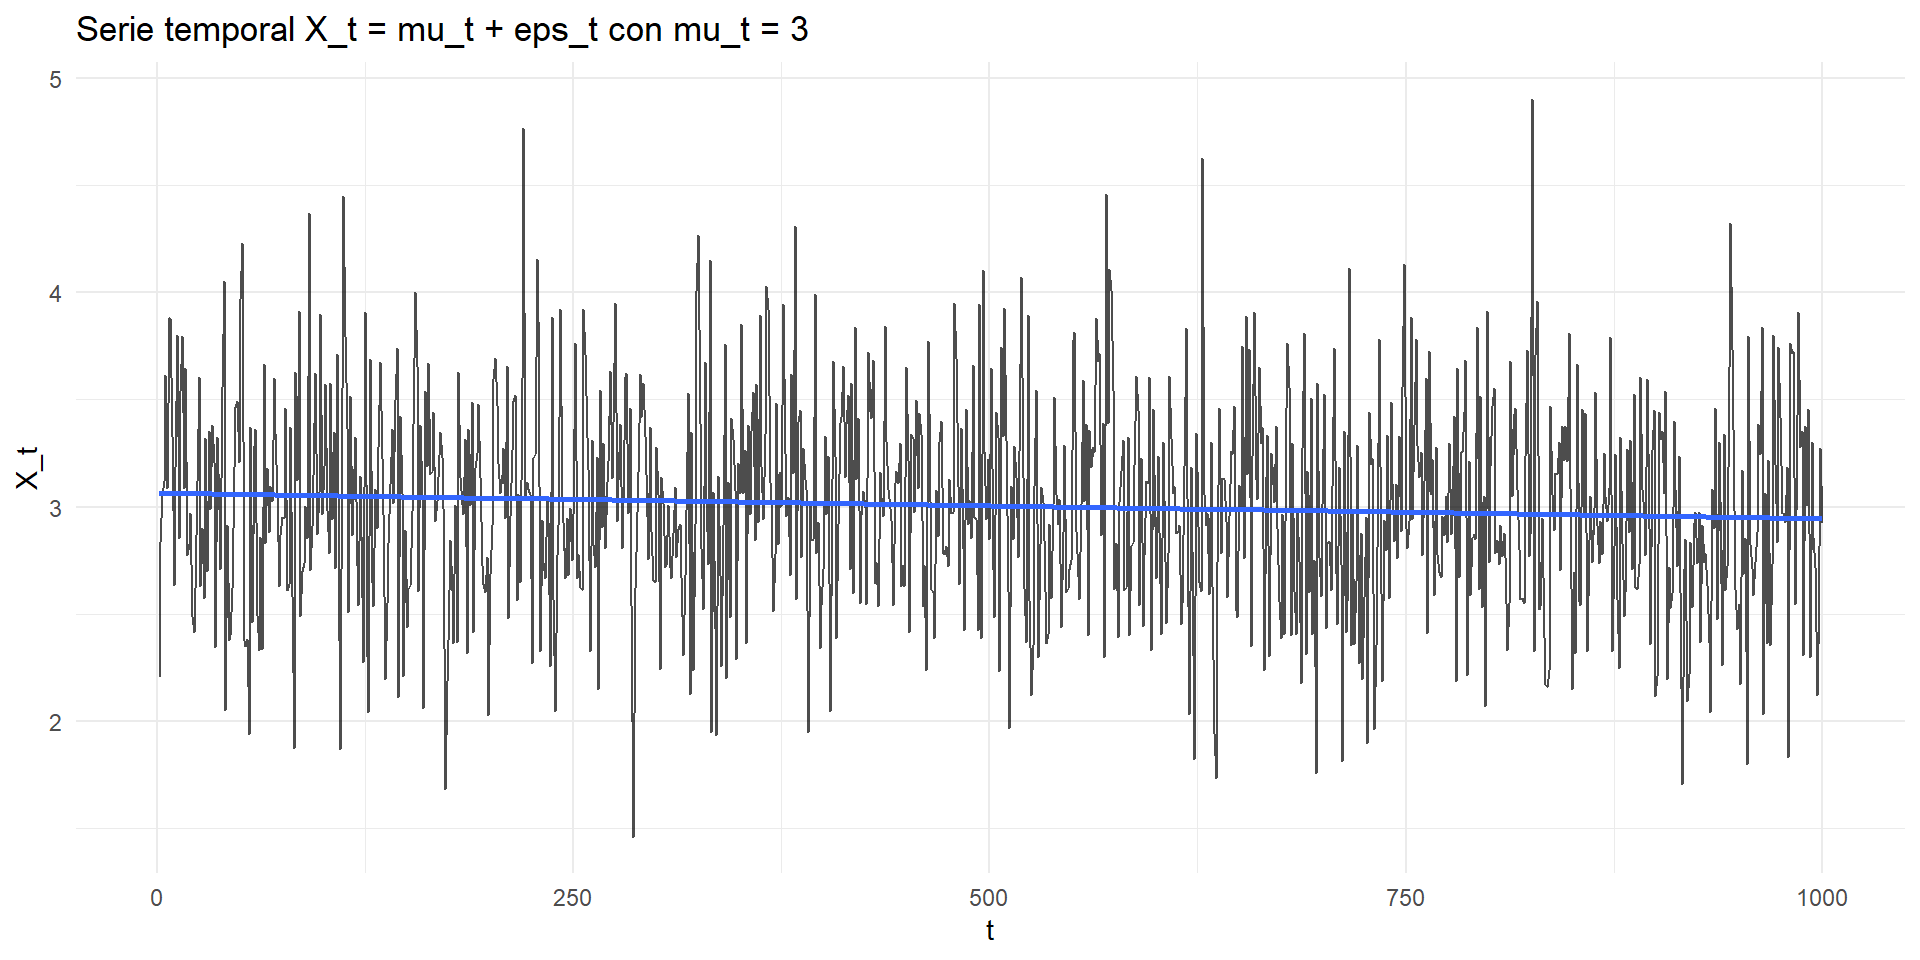 Serie temporal X_t = mu_t + eps_t con mu_t = 3
5
4
3
2
X_t
0 250 500 750 1000
t